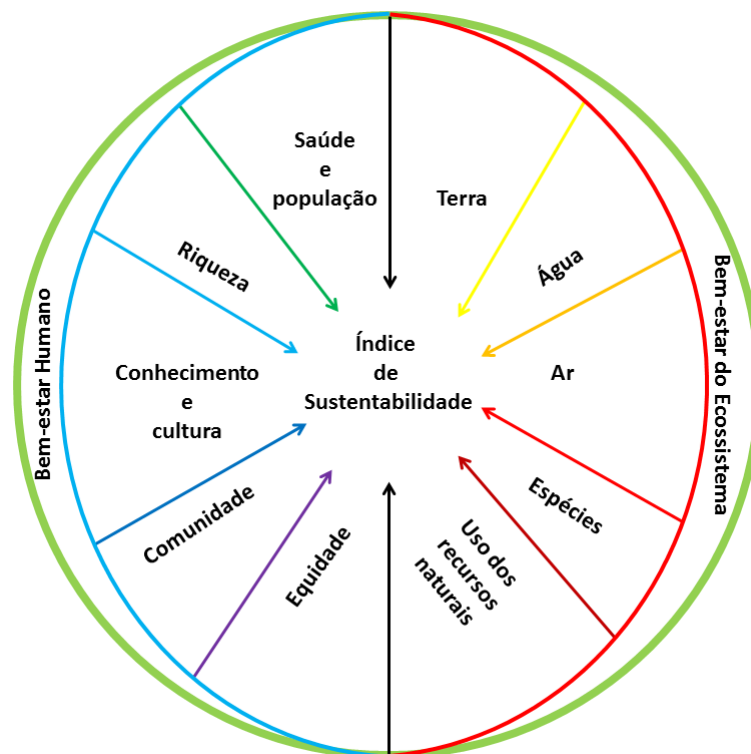 Saúde
e
população
Terra
Riqueza
Água
Bem-estar Humano
Conhecimento
e
cultura
Índice
de
Sustentabilidade
Ar
Bem-estar do Ecossistema
Comunidade
Equidade
Uso dos
recursos
naturais
Espécies